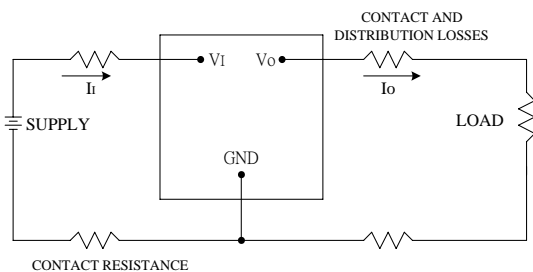 CONTACT AND
DISTRIBUTION LOSSES
II
VI
VO
IO
SUPPLY
LOAD
GND
CONTACT RESISTANCE